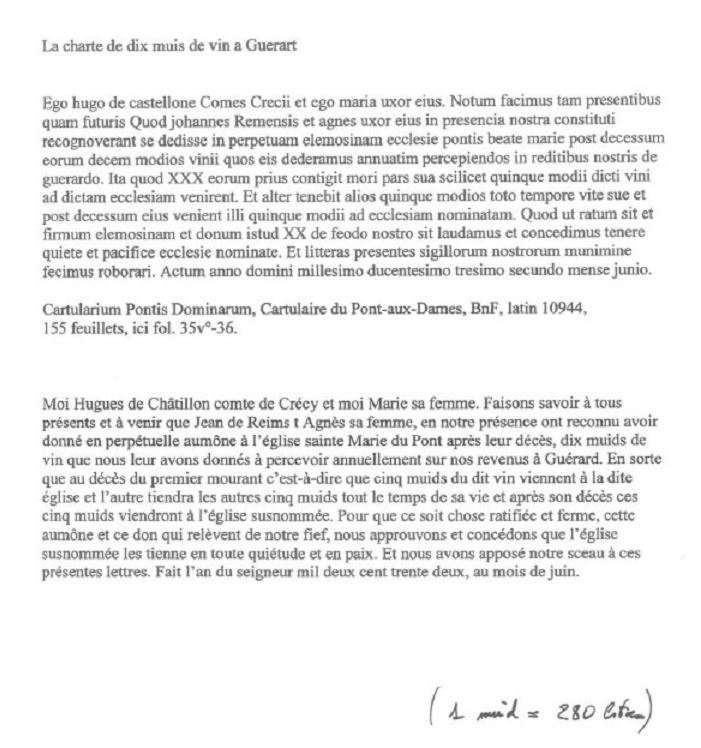 La charte de dix muis de vin a Guerart
Ego hugo de castellone Comes Crecii et ego maria uxor eius. Notum facimus tam presentibus
quam futuris Quod johannes Remensis et agnes uxor eius in presencia nostra constituti
recognoverant se dedisse in perpetuam elemosinam ecclesie pontis beate marie post decessum
eorum decem modios vinii quos eis dederamus annuatim percepiendos in reditibus nostris de
guerardo. Ita quod XXX eorum prius contigit mori pars sua scilicet quinque modii dicti vini
ad dictam ecclesiam venirent. Et alter tenebit alios quinque modios toto tempore vite sue et
post decessum eius venient illi quinque modii ad ecclesiam nominatam. Quod ut ratum sit et
firmum elemosinam et donum istud XX de feodo nostro sit laudamus et concedimus tenere
quiete et pacifice ecclesie nominate. Et litteras presentes sigillorum nostrorum munimine
fecimus roborari. Actum anno domini millesimo ducentesimo tresimo secundo mense junio.
Cartularium Pontis Dominarum, Cartulaire du Pont-aux-Dames, BnF, latin 10944,
155 feuillets, ici fol. 35v°-36.
Moi Hugues de Châtillon comte de Crécy et moi Marie sa femme. Faisons savoir à tous
présents et à venir que Jean de Reims t Agnès sa femme, en notre présence ont reconnu avoir
donné en perpétuelle aumône à l'église sainte Marie du Pont après leur décès, dix muids de
vin que nous leur avons donnés à percevoir annuellement sur nos revenus à Guérard. En sorte
que au décès du premier mourant c'est-à-dire que cinq muids du dit vin viennent à la dite
église et l'autre tiendra les autres cinq muids tout le temps de sa vie et après son décès ces
cinq muids viendront à l'église susnommée. Pour que ce soit chose ratifiée et ferme, cette
aumône et ce don qui relèvent de notre fief, nous approuvons et concédons que l'église
susnommée les tienne en toute quiétude et en paix. Et nous avons apposé notre sceau à ces
présentes lettres. Fait l'an du seigneur mil deux cent trente deux, au mois de juin.
(1 muid = 280 litres)